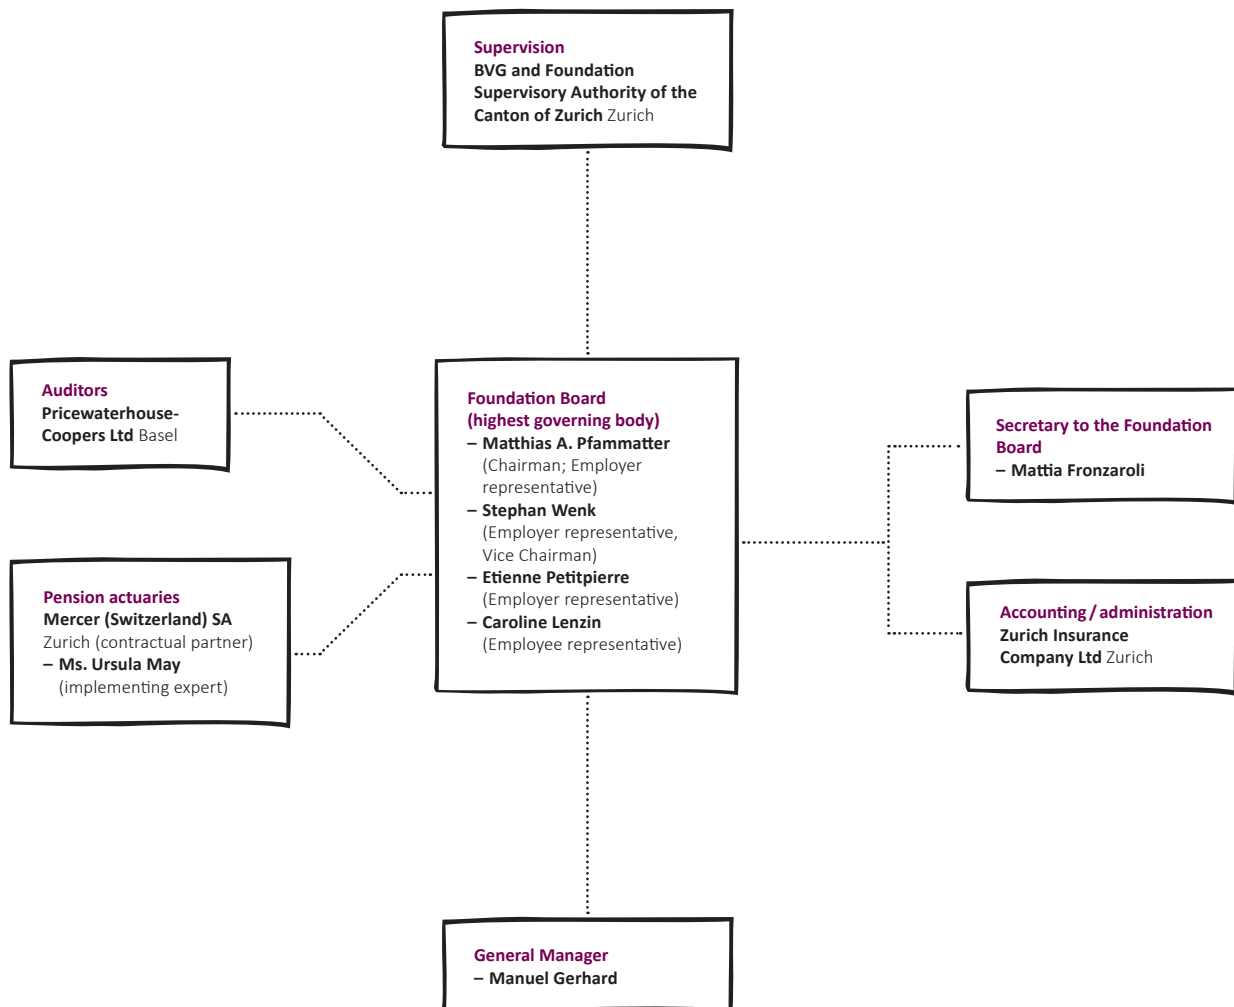 Supervision
BVG and Foundation
Supervisory Authority of the
Canton of Zurich Zurich
Auditors
Pricewaterhouse-
Coopers Ltd Basel
Pension actuaries
Mercer (Switzerland) SA
Zurich (contractual partner)
– Ms. Ursula May
(implementing expert)
Foundation Board
(highest governing body)
– Matthias A. Pfammatter
(Chairman; Employer
representative)
– Stephan Wenk
(Employer representative,
Vice Chairman)
– Etienne Petitpierre
(Employer representative)
– Caroline Lenzin
(Employee representative)
Secretary to the Foundation
Board
– Mattia Fronzaroli
Accounting / administration
Zurich Insurance
Company Ltd Zurich
General Manager
– Manuel Gerhard